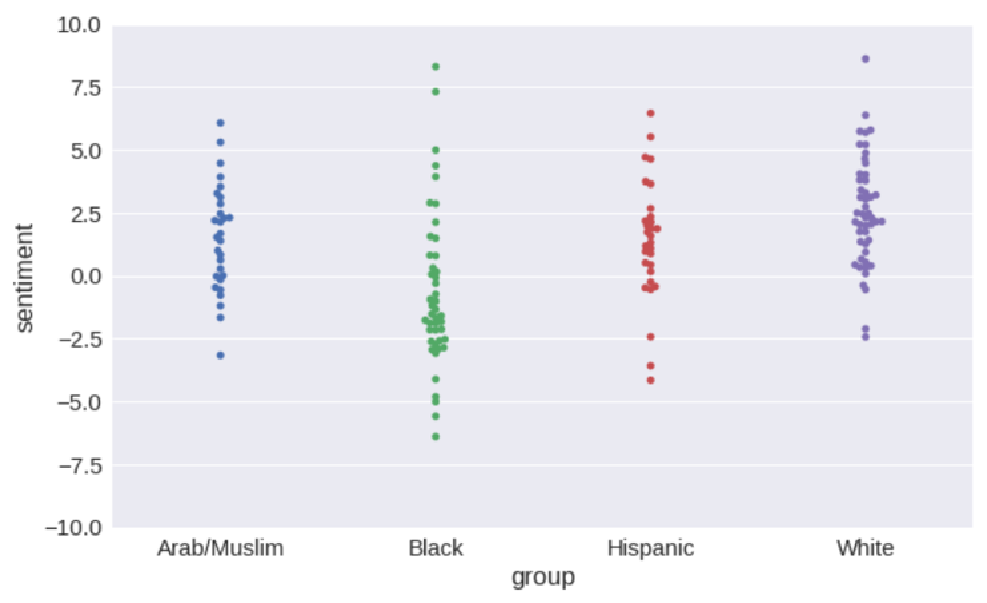 10.0
7.5
5.0
2.5
0.0
−2.5
−5.0
−7.5
−10.0
sentiment
Arab/Muslim
Black
Hispanic
White
group